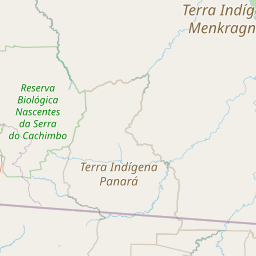 Terra Indíg
Menkragn
Reserva
Biológica
Nascentes
da Serra
do Cachimbo
Terra Indígena
Panará